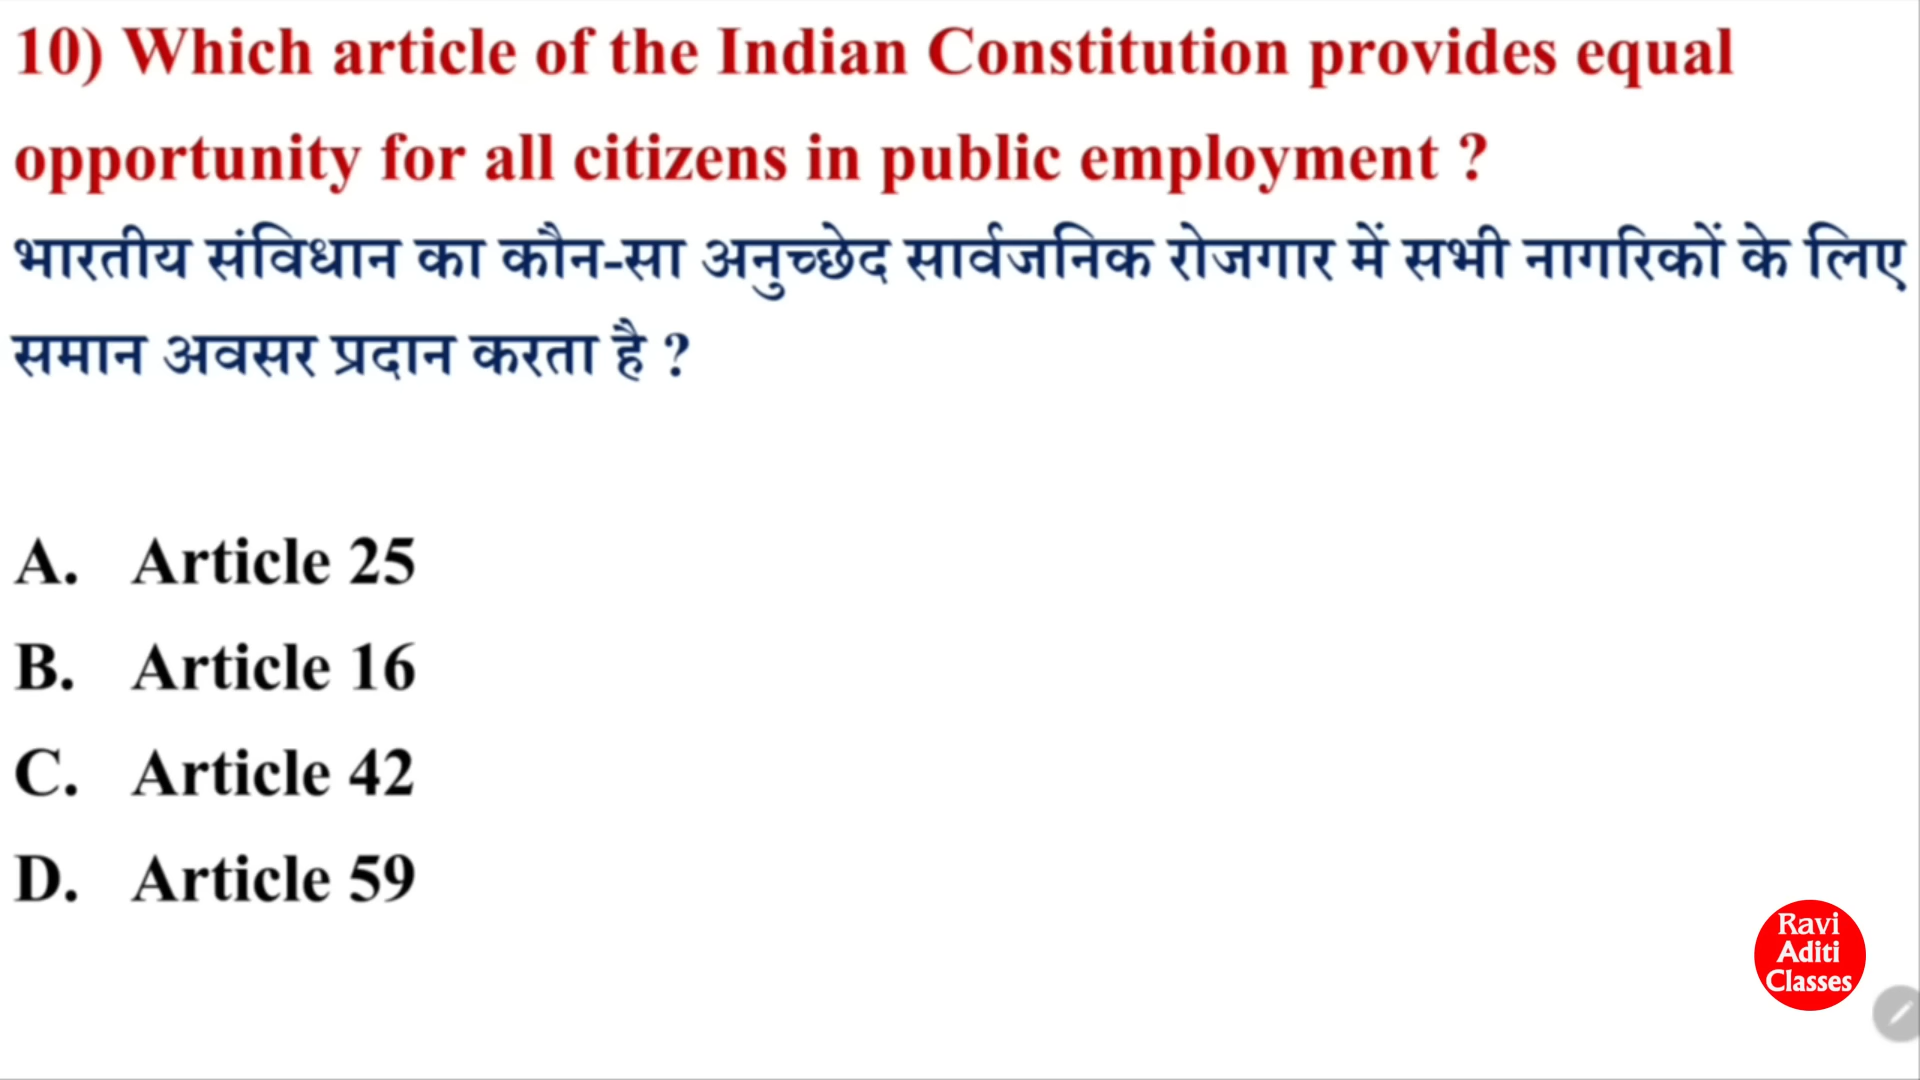 10) Which article of the Indian Constitution provides equal
opportunity for all citizens in public employment ?
भारतीय संविधान का कौन-सा अनुच्छेद सार्वजनिक रोजगार में सभी नागरिकों के लिए
समान अवसर प्रदान करता है ?
A. Article 25
B. Article 16
C. Article 42
D. Article 59
Ravi
Aditi
Classes